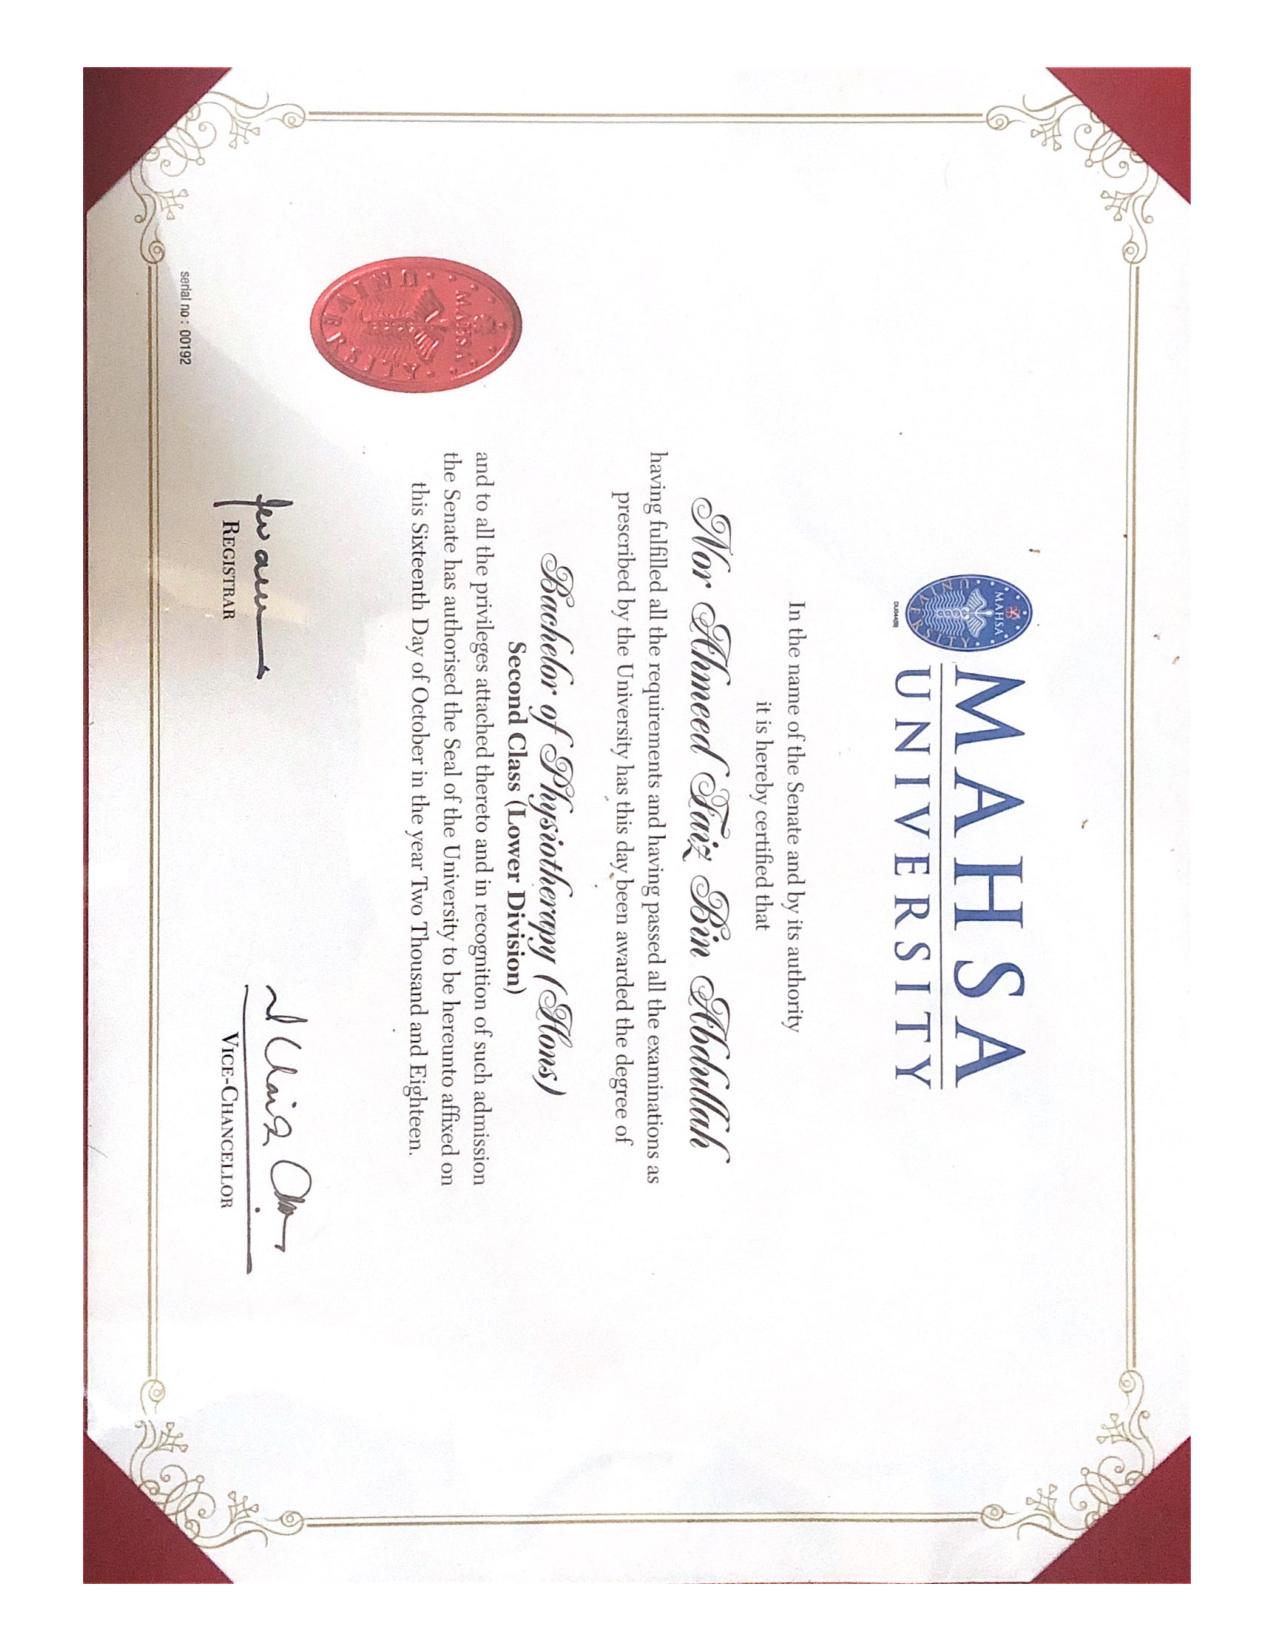 MAHSA
UNIVERSITY
In the name of the Senate and by its authority
it is hereby certified that
Nor Ahmeed Faiz Bin Abdullah
having fulfilled all the requirements and having passed all the examinations as
prescribed by the University has this day been awarded the degree of
Bachelor of Physiotherapy (Hons)
Second Class (Lower Division)
and to all the privileges attached thereto and in recognition of such admission
the Senate has authorised the Seal of the University to be hereunto affixed on
this Sixteenth Day of October in the year Two Thousand and Eighteen.
MAHSA
UNIVERSITY
REGISTRAR
VICE-CHANCELLOR
serial no : 00192